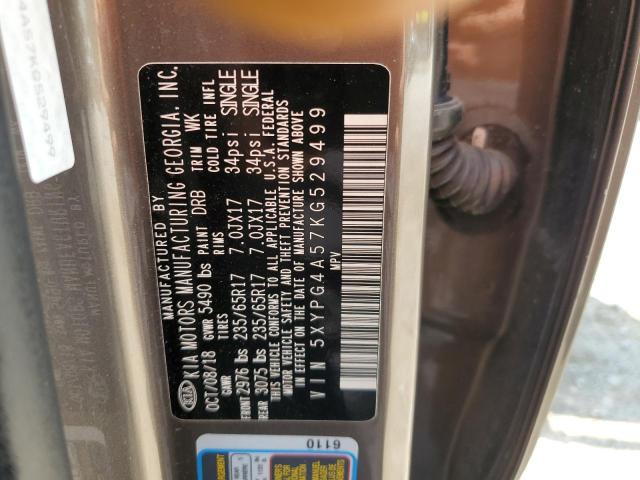 KIA
MANUFACTURED BY
KIA MOTORS MANUFACTURING GEORGIA. INC.
OCT/08/18 GVWR 5490 lbs PAINT DRB TRIM WK
GAWR TIRES RIMS COLD TIRE INFL
FRONT 2976 lbs 235/65R17 7.0JX17 34psi SINGLE
REAR 3075 lbs 235/65R17 7.0JX17 34psi SINGLE
THIS VEHICLE CONFORMS TO ALL APPLICABLE U.S.A. FEDERAL
MOTOR VEHICLE SAFETY AND THEFT PREVENTION STANDARDS
IN EFFECT ON THE DATE OF MANUFACTURE SHOWN ABOVE
VIN 5XYPG4A57KG529499
MPV
4A57KG529499
6110